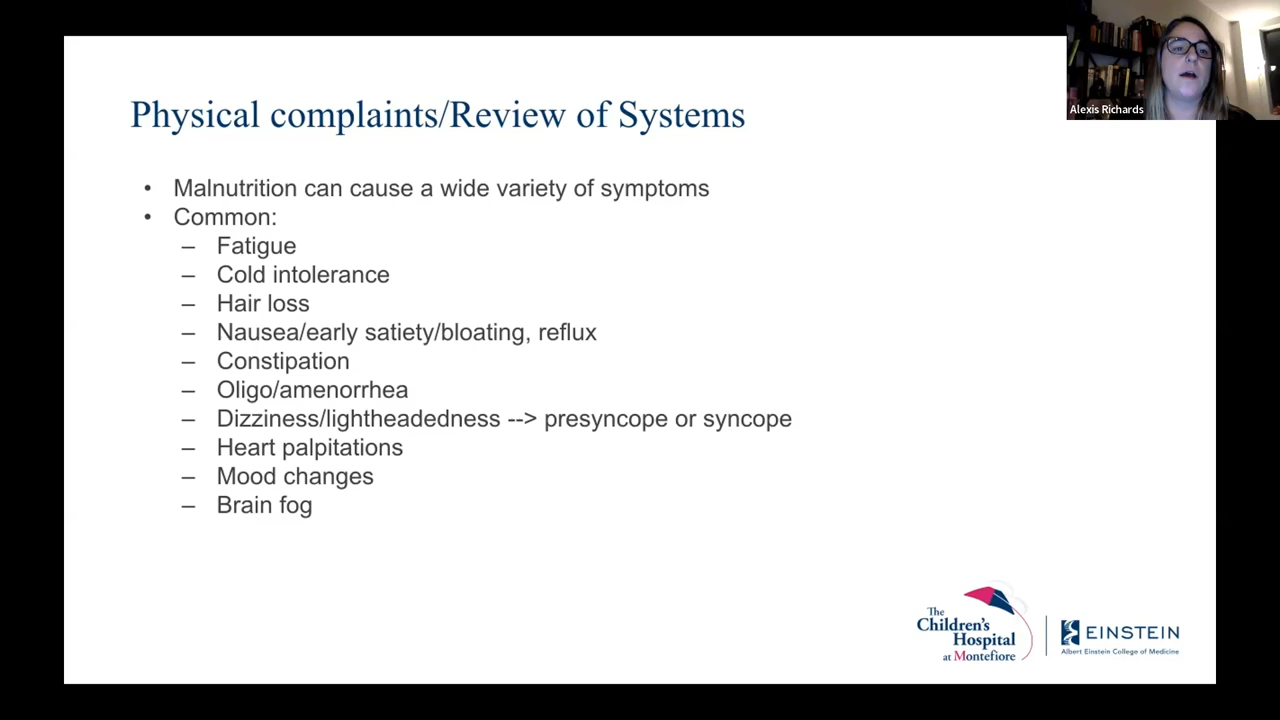 Alexis Richards
Physical complaints/Review of Systems
• Malnutrition can cause a wide variety of symptoms
• Common:
– Fatigue
– Cold intolerance
– Hair loss
– Nausea/early satiety/bloating, reflux
– Constipation
– Oligo/amenorrhea
– Dizziness/lightheadedness --> presyncope or syncope
– Heart palpitations
– Mood changes
– Brain fog
The
Children's
Hospital
at Montefiore
EINSTEIN
Albert Einstein College of Medicine